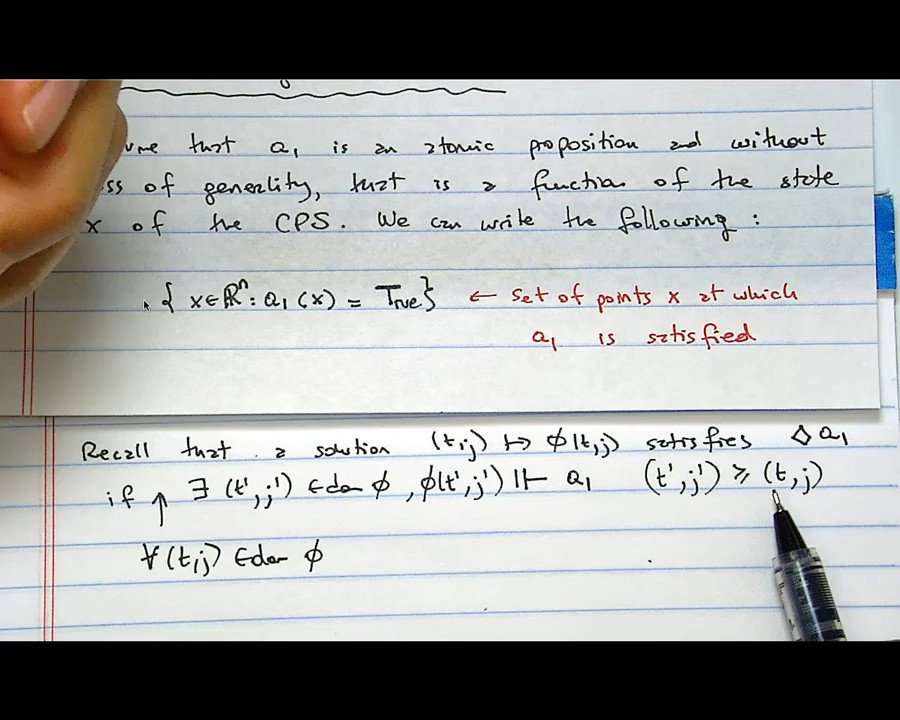 that a₁ is an atomic proposition and without
of generality, that is a function of the state
x of the CPS. We can write the following :
{ x∈ℝⁿ : a₁(x) = True} ← set of points x at which
a₁ is satisfied
Recall that a solution (t,j) ↦ φ(t,j) satisfies ◇a₁
if ↑ ∃ (t',j') ∈ dom φ , φ(t',j') ⊩ a₁ (t',j') ≥ (t,j)
∀(t,j) ∈ dom φ